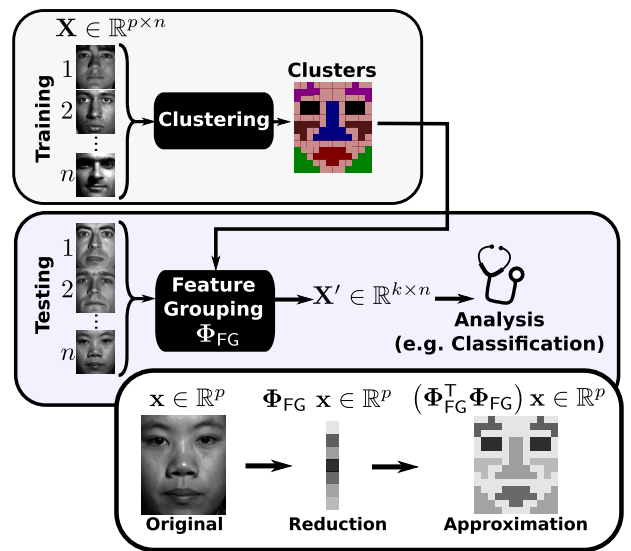 Training
X ∈ ℝ^{p×n}
1
2
...
n
Clustering
Clusters
Testing
1
2
...
n
Feature
Grouping
Φ_FG
X′ ∈ ℝ^{k×n}
Analysis
(e.g. Classification)
x ∈ ℝ^p
Φ_FG x ∈ ℝ^p
(Φ_FG^T Φ_FG) x ∈ ℝ^p
Original
Reduction
Approximation